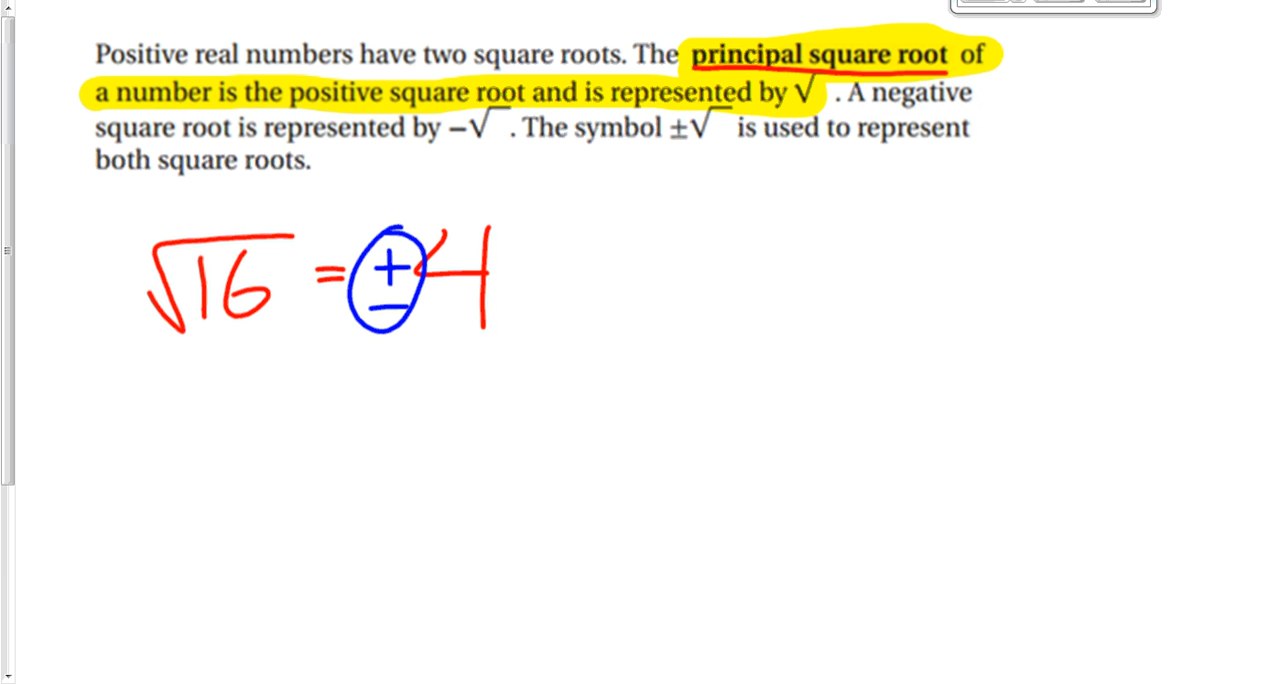 Positive real numbers have two square roots. The principal square root of
a number is the positive square root and is represented by √ . A negative
square root is represented by −√ . The symbol ±√ is used to represent
both square roots.
√16 = ±4